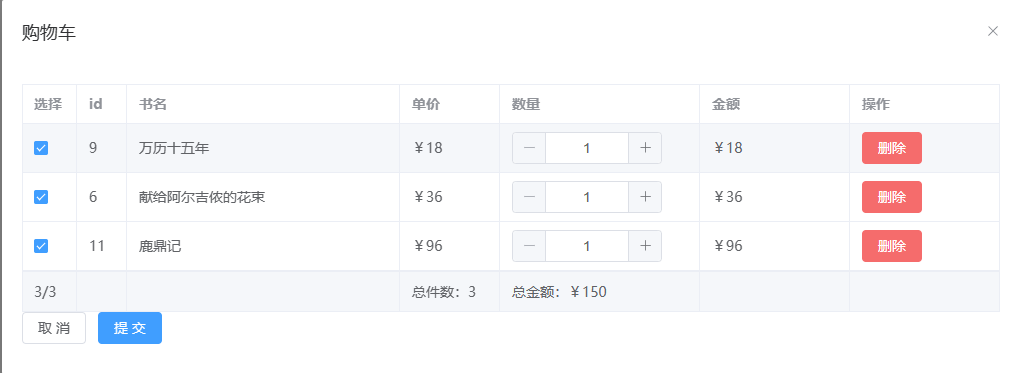 购物车
选择 id 书名 单价 数量 金额 操作
9 万历十五年 ￥18 1 ￥18 删除
6 献给阿尔吉侬的花束 ￥36 1 ￥36 删除
11 鹿鼎记 ￥96 1 ￥96 删除
3/3 总件数：3 总金额：￥150
取 消 提 交